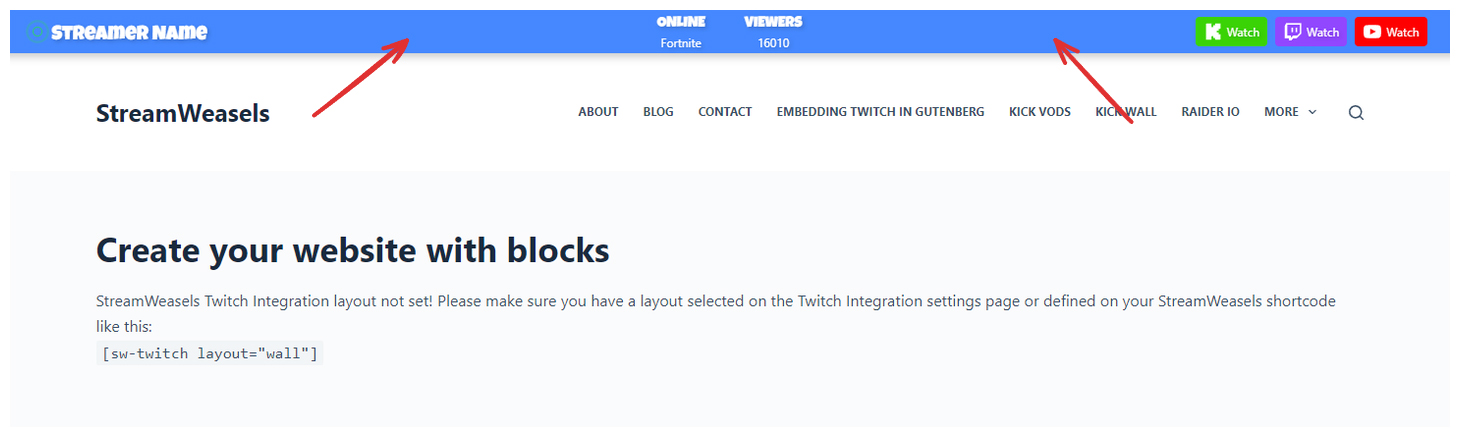 STREAMER NAME
ONLINE VIEWERS
Fortnite 16010
Watch Watch Watch
StreamWeasels ABOUT BLOG CONTACT EMBEDDING TWITCH IN GUTENBERG KICK VODS KICK WALL RAIDER IO MORE
Create your website with blocks
StreamWeasels Twitch Integration layout not set! Please make sure you have a layout selected on the Twitch Integration settings page or defined on your StreamWeasels shortcode
like this:
[sw-twitch layout="wall"]